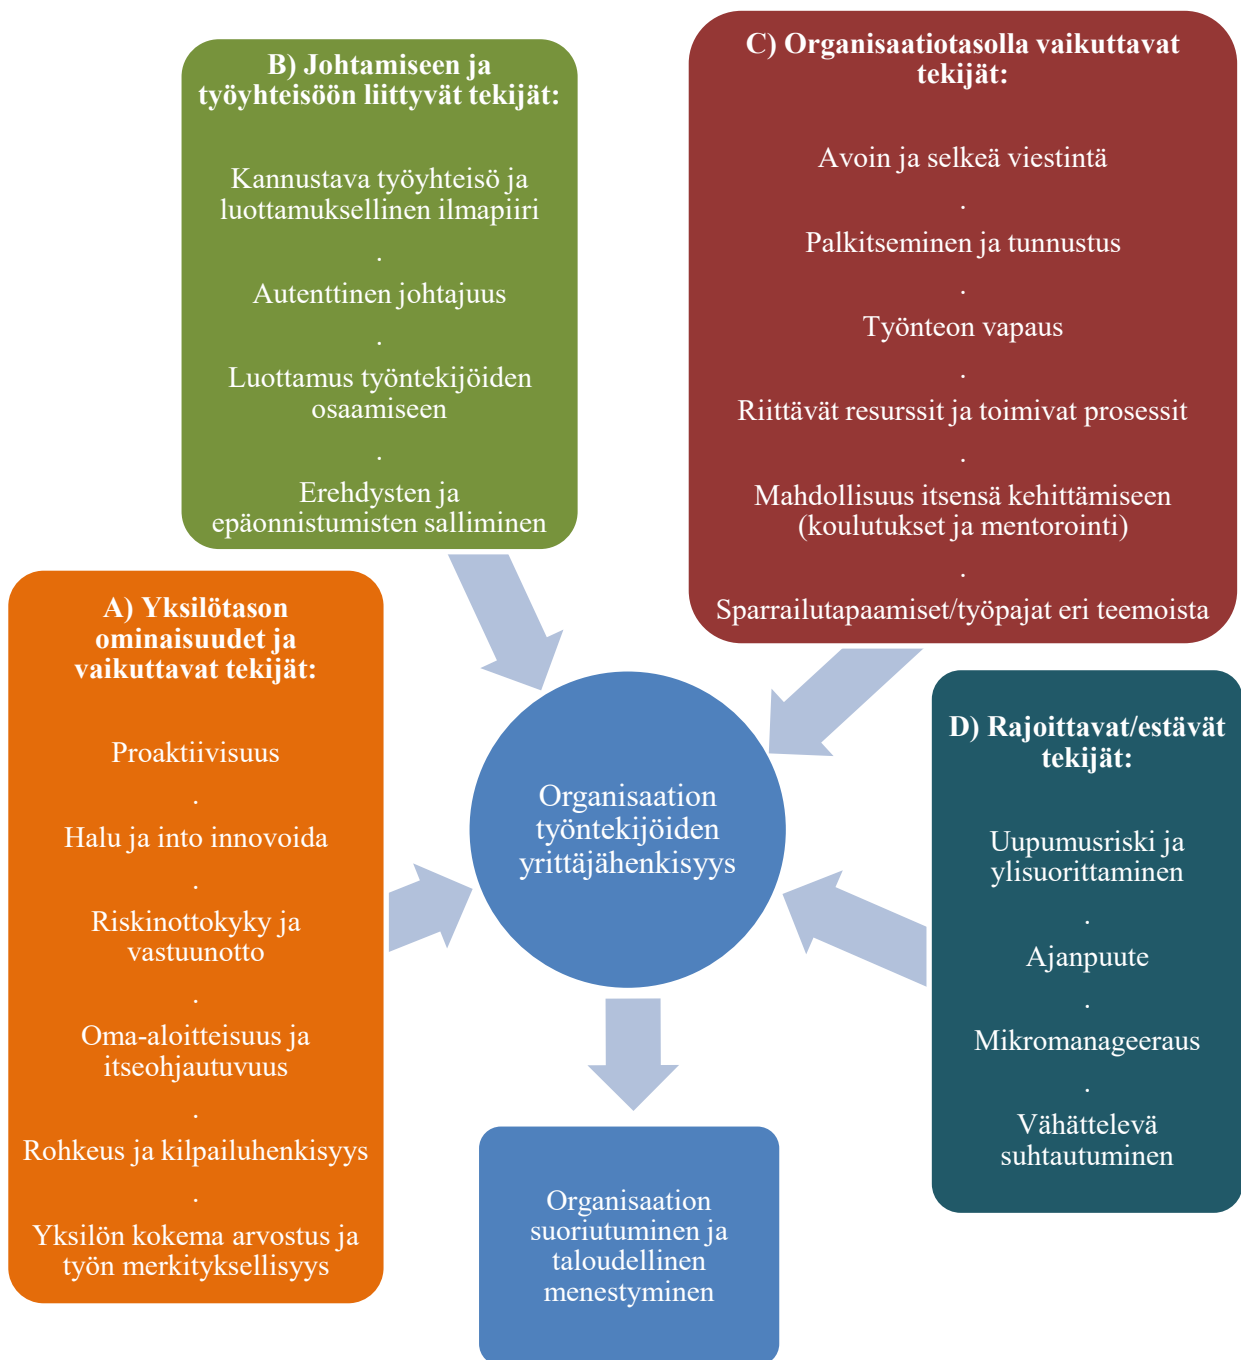 B) Johtamiseen ja
työyhteisöön liittyvät tekijät:
Kannustava työyhteisö ja
luottamuksellinen ilmapiiri
.
Autenttinen johtajuus
.
Luottamus työntekijöiden
osaamiseen
.
Erehdysten ja
epäonnistumisten salliminen
C) Organisaatiotasolla vaikuttavat
tekijät:
Avoin ja selkeä viestintä
.
Palkitseminen ja tunnustus
.
Työnteon vapaus
.
Riittävät resurssit ja toimivat prosessit
.
Mahdollisuus itsensä kehittämiseen
(koulutukset ja mentorointi)
.
Sparrailutapaamiset/työpajat eri teemoista
A) Yksilötason
ominaisuudet ja
vaikuttavat tekijät:
Proaktiivisuus
.
Halu ja into innovoida
.
Riskinottokyky ja
vastuunotto
.
Oma-aloitteisuus ja
itseohjautuvuus
.
Rohkeus ja kilpailuhenkisyys
.
Yksilön kokema arvostus ja
työn merkityksellisyys
Organisaation
työntekijöiden
yrittäjähenkisyys
D) Rajoittavat/estävät
tekijät:
Uupumusriski ja
ylisuorittaminen
.
Ajanpuute
.
Mikromanageeraus
.
Vähättelevä
suhtautuminen
Organisaation
suoriutuminen ja
taloudellinen
menestyminen